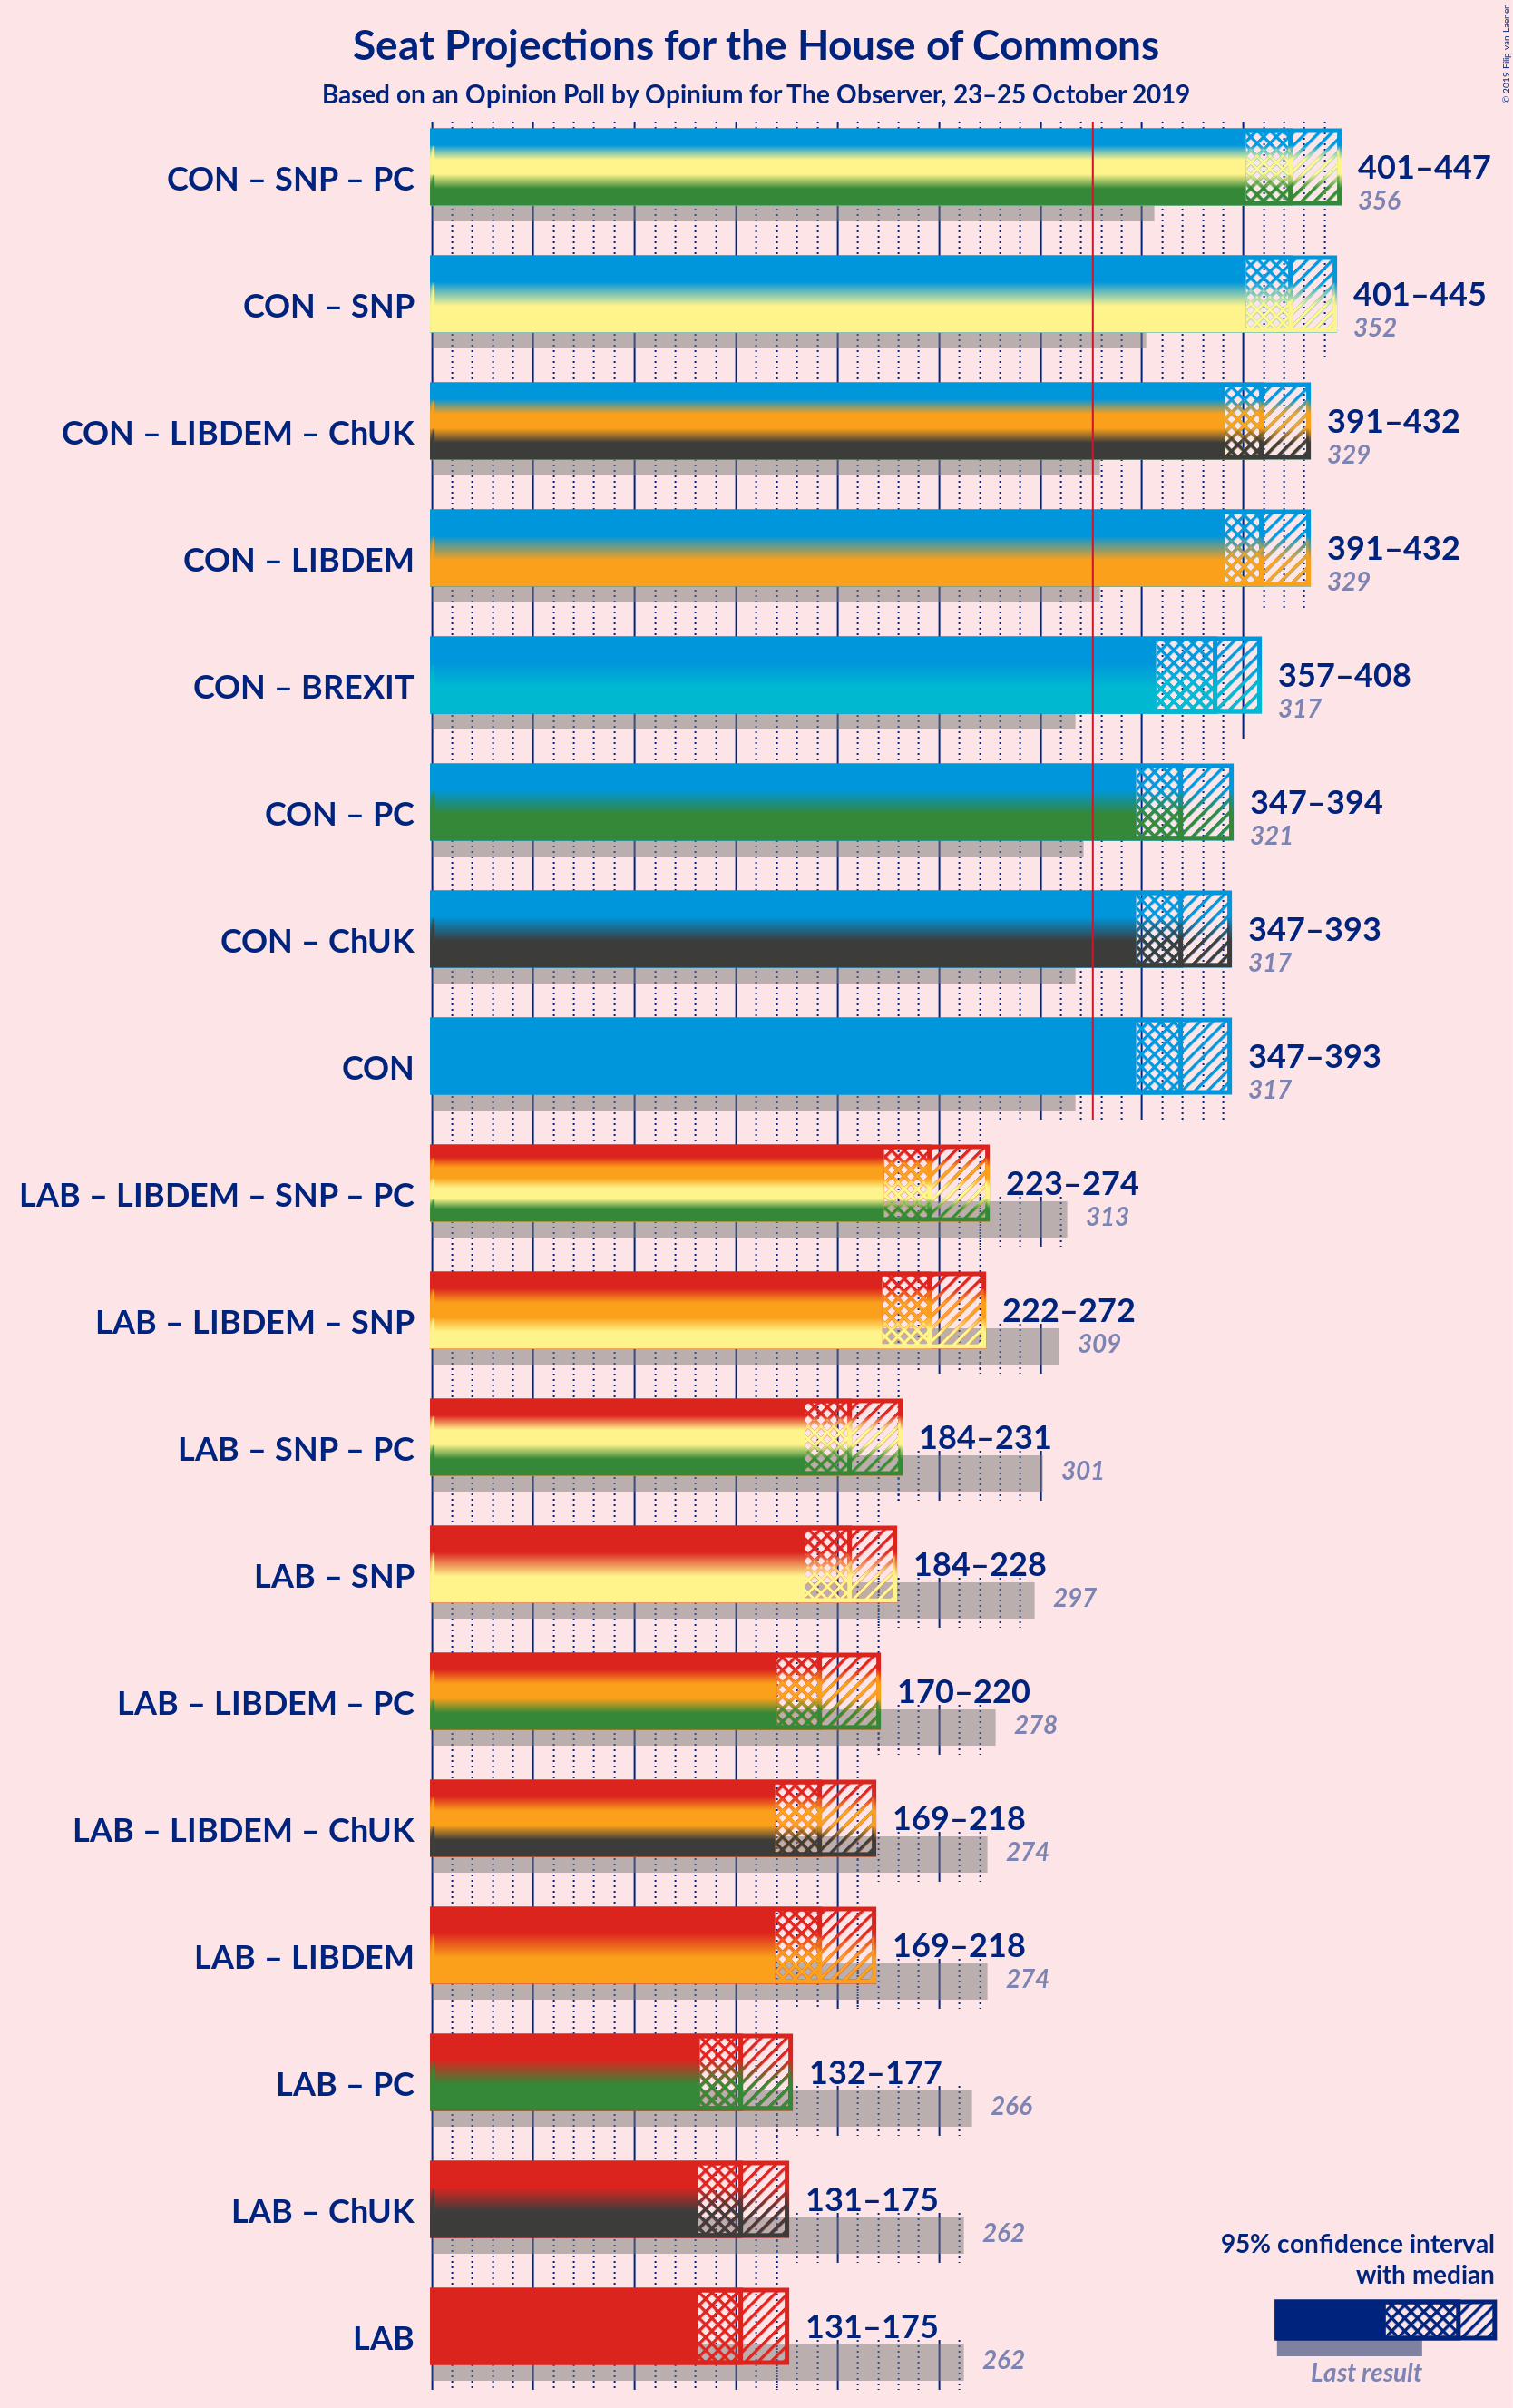 © 2019 Filip van Laenen
Seat Projections for the House of Commons
Based on an Opinion Poll by Opinium for The Observer, 23–25 October 2019
CON – SNP – PC
401–447
356
CON – SNP
401–445
352
CON – LIBDEM – ChUK
391–432
329
CON – LIBDEM
391–432
329
CON – BREXIT
357–408
317
CON – PC
347–394
321
CON – ChUK
347–393
317
CON
347–393
317
LAB – LIBDEM – SNP – PC
223–274
313
LAB – LIBDEM – SNP
222–272
309
LAB – SNP – PC
184–231
301
LAB – SNP
184–228
297
LAB – LIBDEM – PC
170–220
278
LAB – LIBDEM – ChUK
169–218
274
LAB – LIBDEM
169–218
274
LAB – PC
132–177
266
LAB – ChUK
131–175
262
LAB
131–175
262
95% confidence interval
with median
Last result